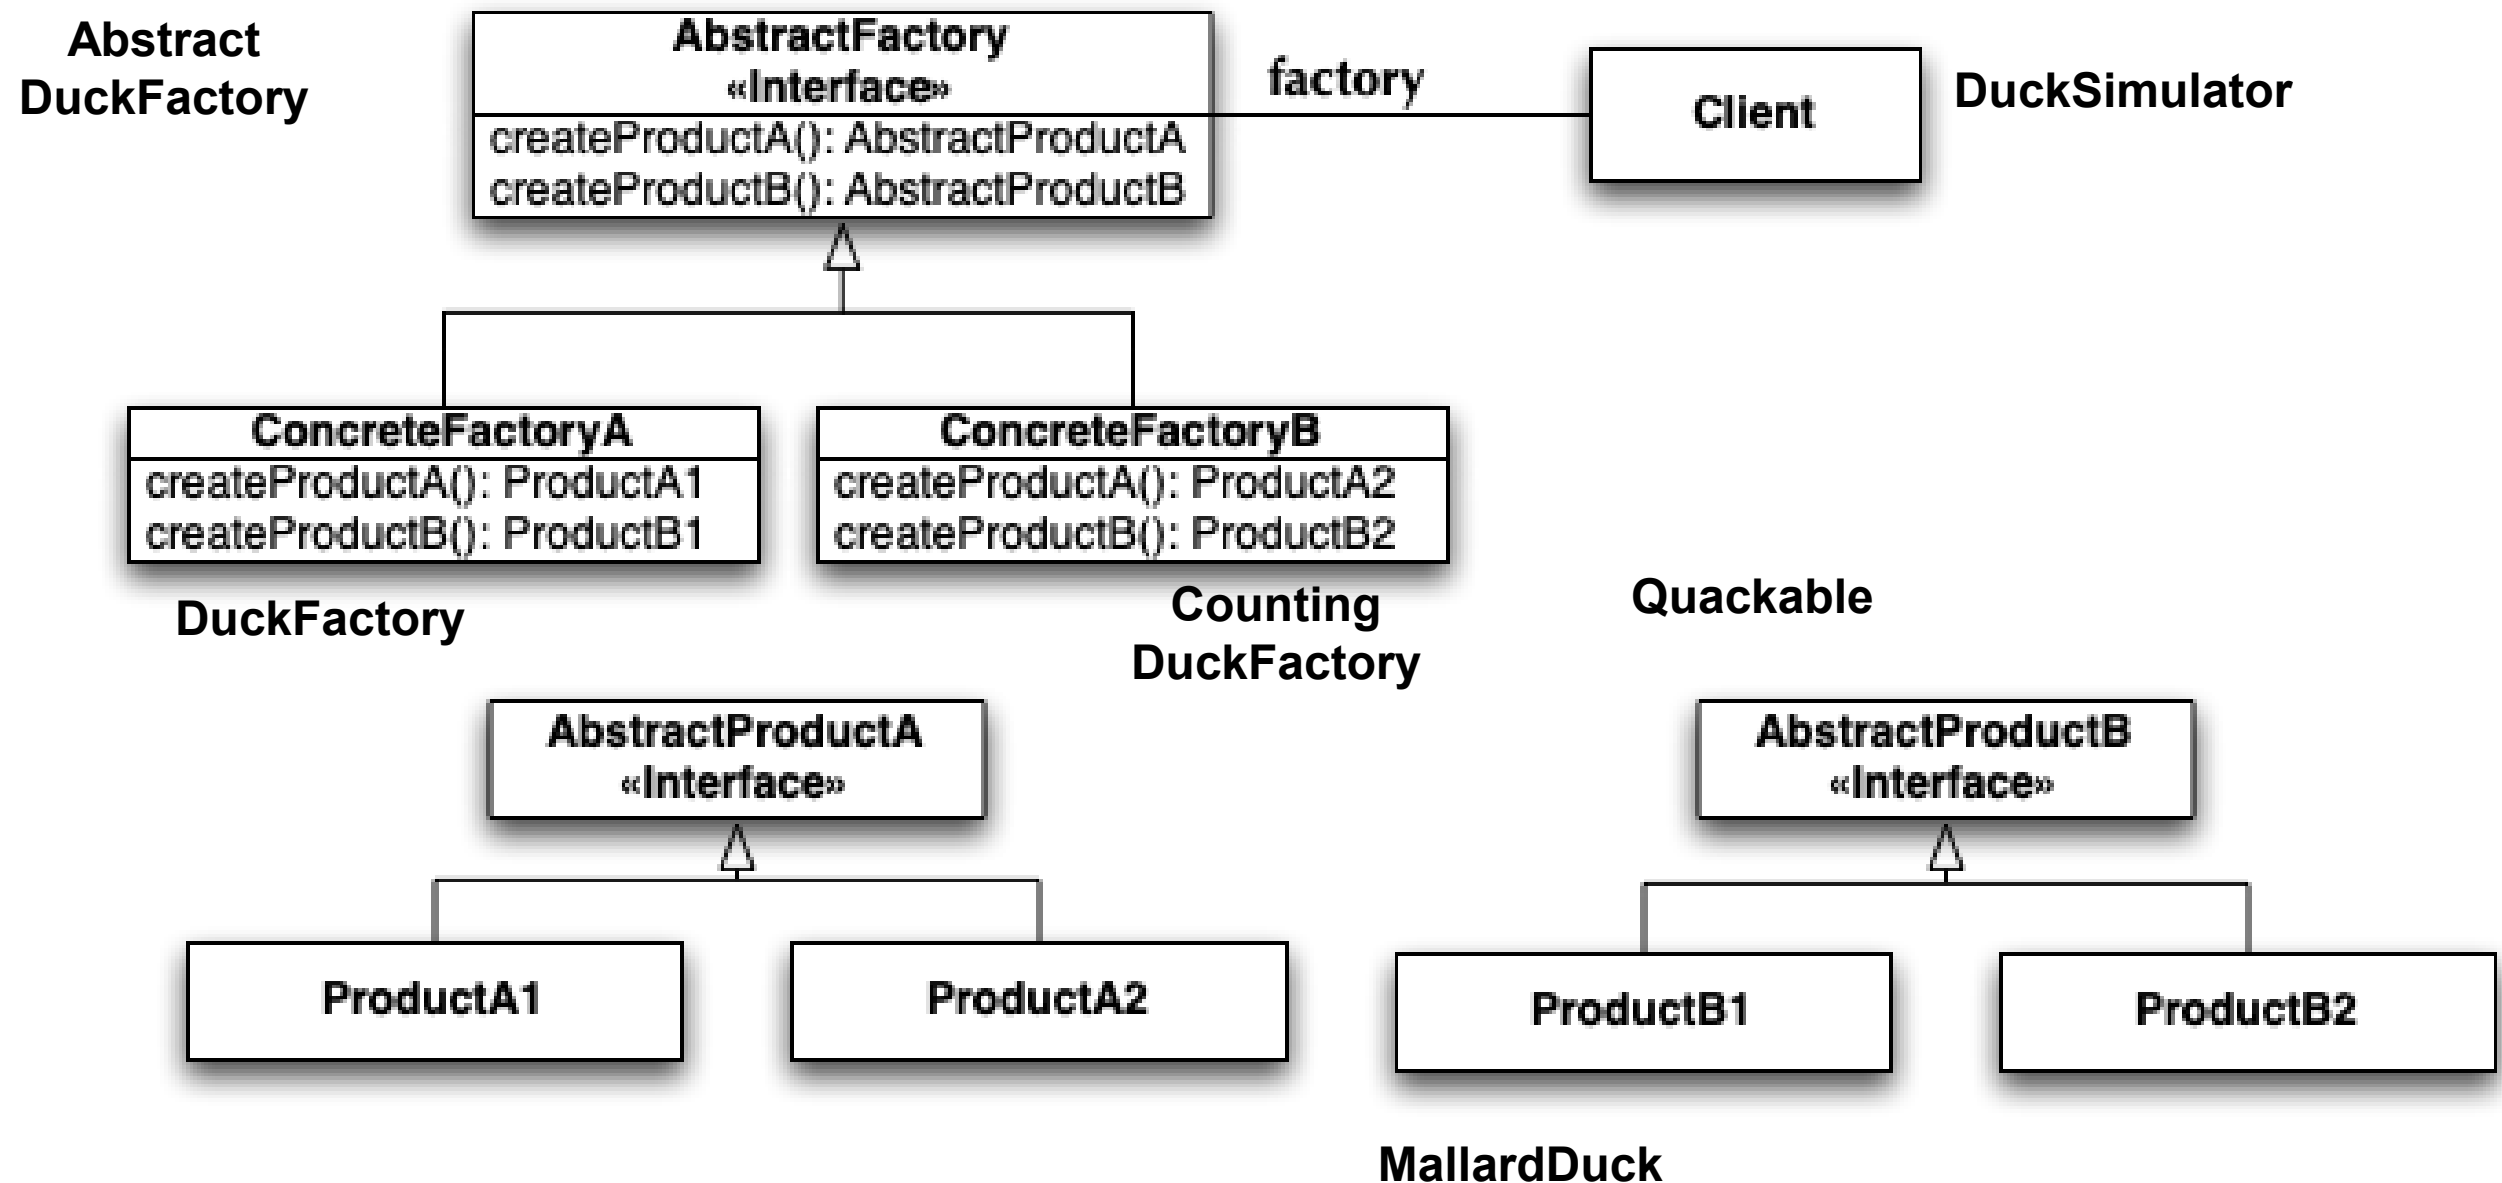 Abstract
DuckFactory
AbstractFactory
«Interface»
createProductA(): AbstractProductA
createProductB(): AbstractProductB
factory
Client
DuckSimulator
ConcreteFactoryA
createProductA(): ProductA1
createProductB(): ProductB1
DuckFactory
ConcreteFactoryB
createProductA(): ProductA2
createProductB(): ProductB2
Counting
DuckFactory
Quackable
AbstractProductA
«Interface»
AbstractProductB
«Interface»
ProductA1
ProductA2
ProductB1
ProductB2
MallardDuck